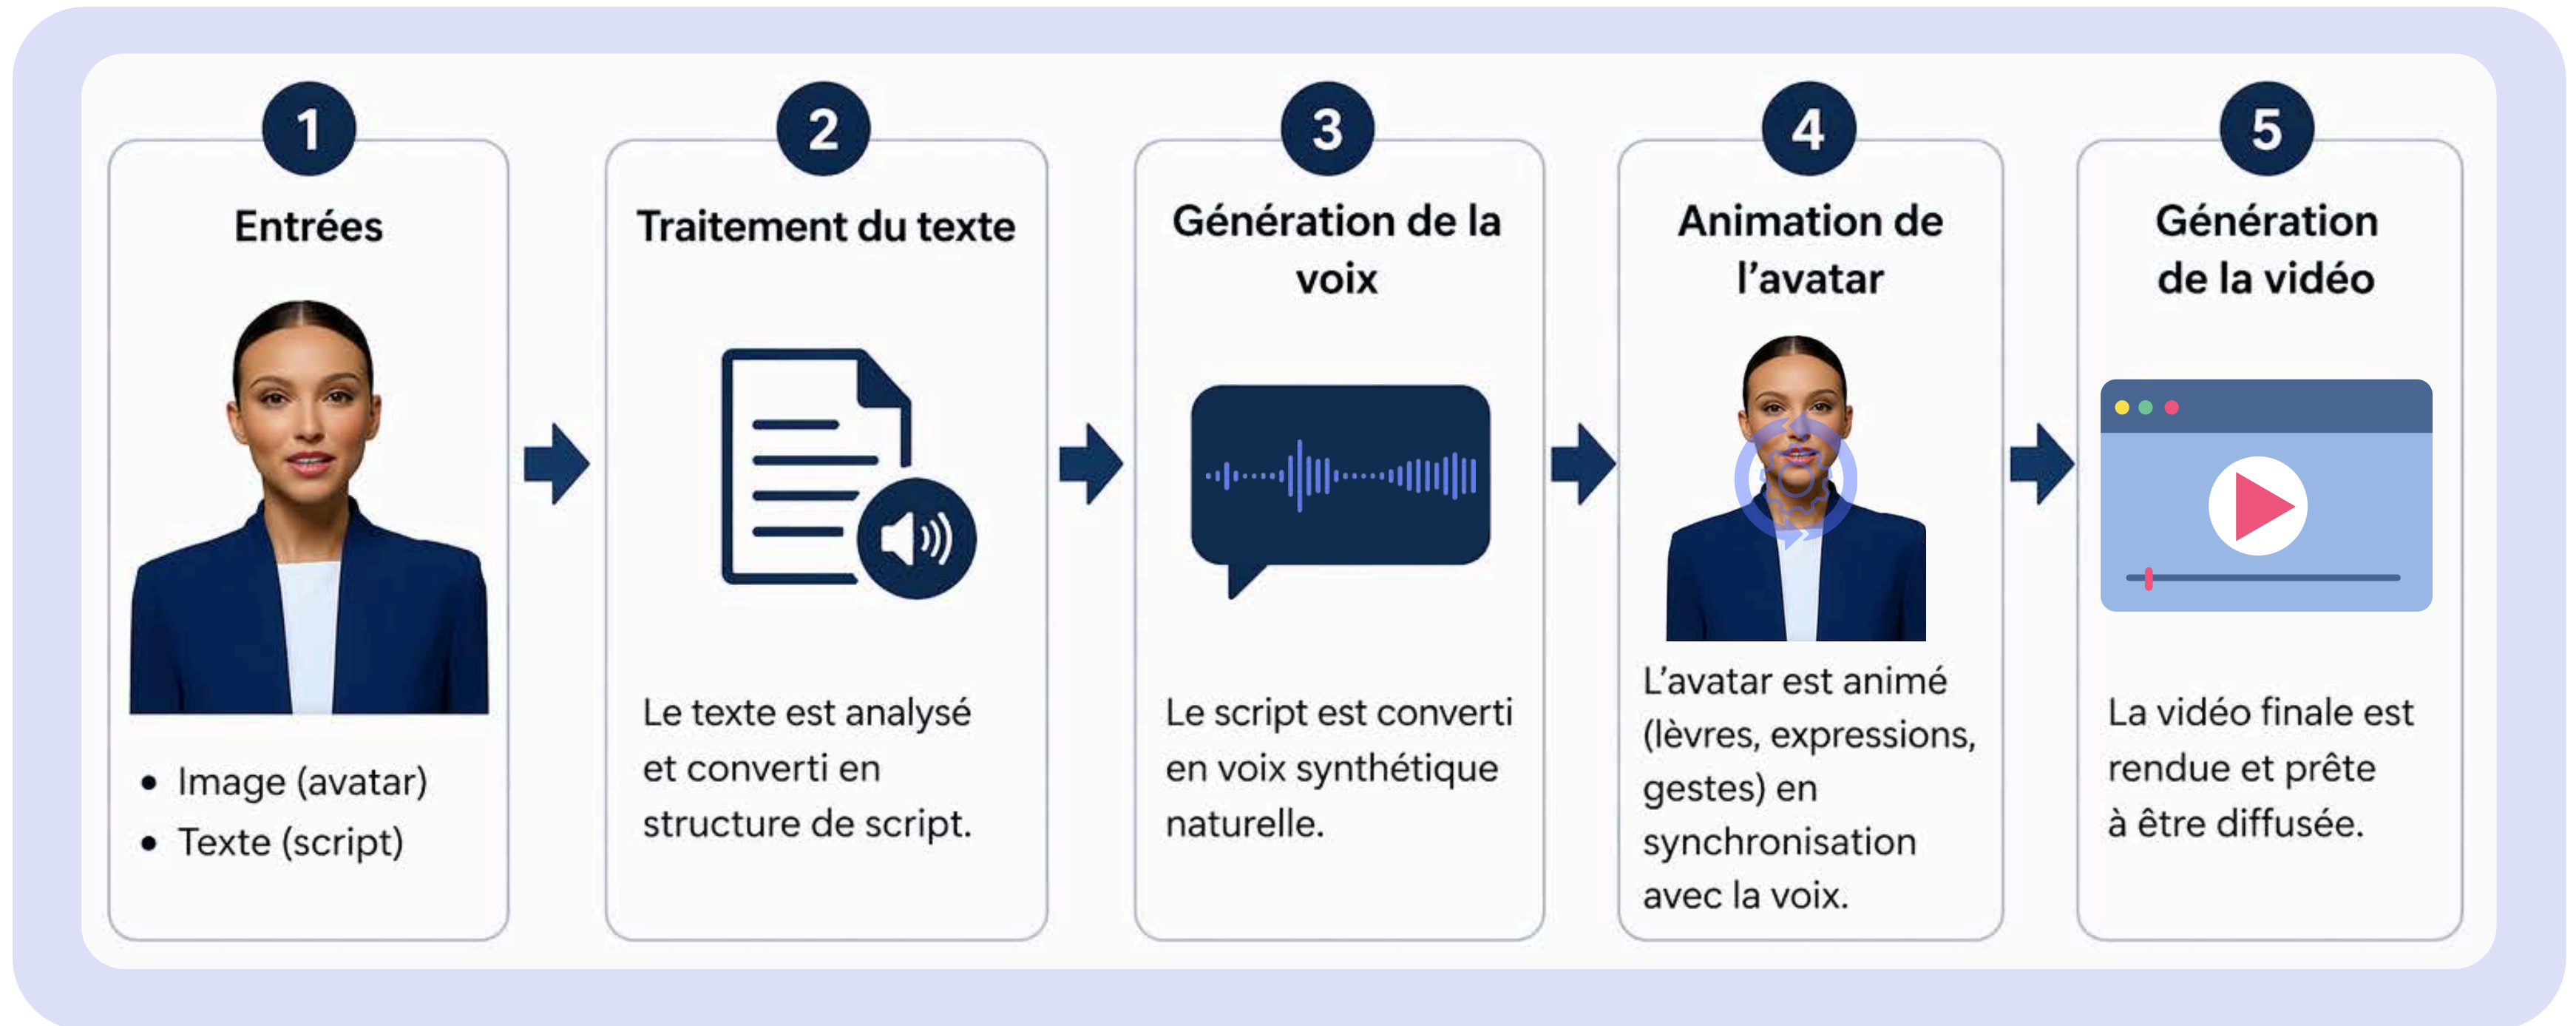 1
Entrées
• Image (avatar)
• Texte (script)
2
Traitement du texte
Le texte est analysé
et converti en
structure de script.
3
Génération de la
voix
Le script est converti
en voix synthétique
naturelle.
4
Animation de
l’avatar
L’avatar est animé
(lèvres, expressions,
gestes) en
synchronisation
avec la voix.
5
Génération
de la vidéo
La vidéo finale est
rendue et prête
à être diffusée.